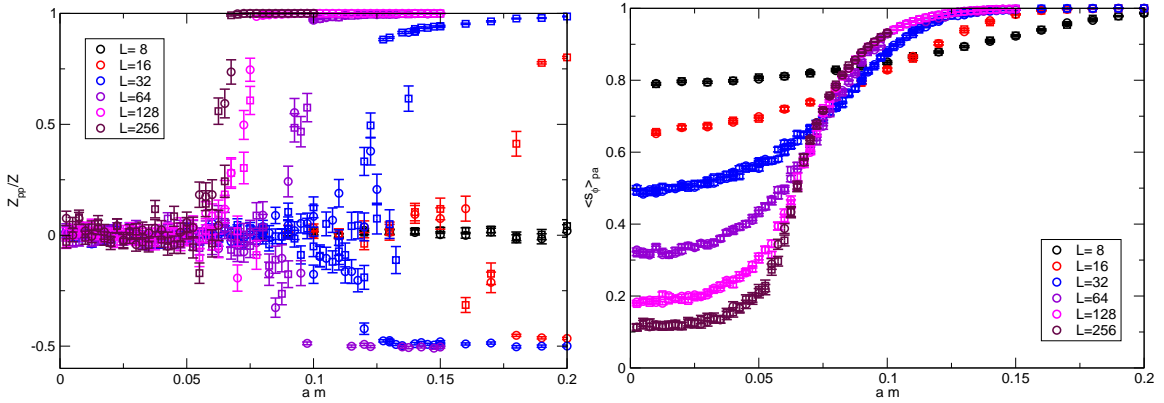 1
0.5
0
-0.5
Z_pp/Z
L= 8
L=16
L=32
L=64
L=128
L=256
0
0.05
0.1
0.15
0.2
a m
1
0.8
0.6
0.4
0.2
0
<s_φ>_pa
L= 8
L=16
L=32
L=64
L=128
L=256
0
0.05
0.1
0.15
0.2
a m